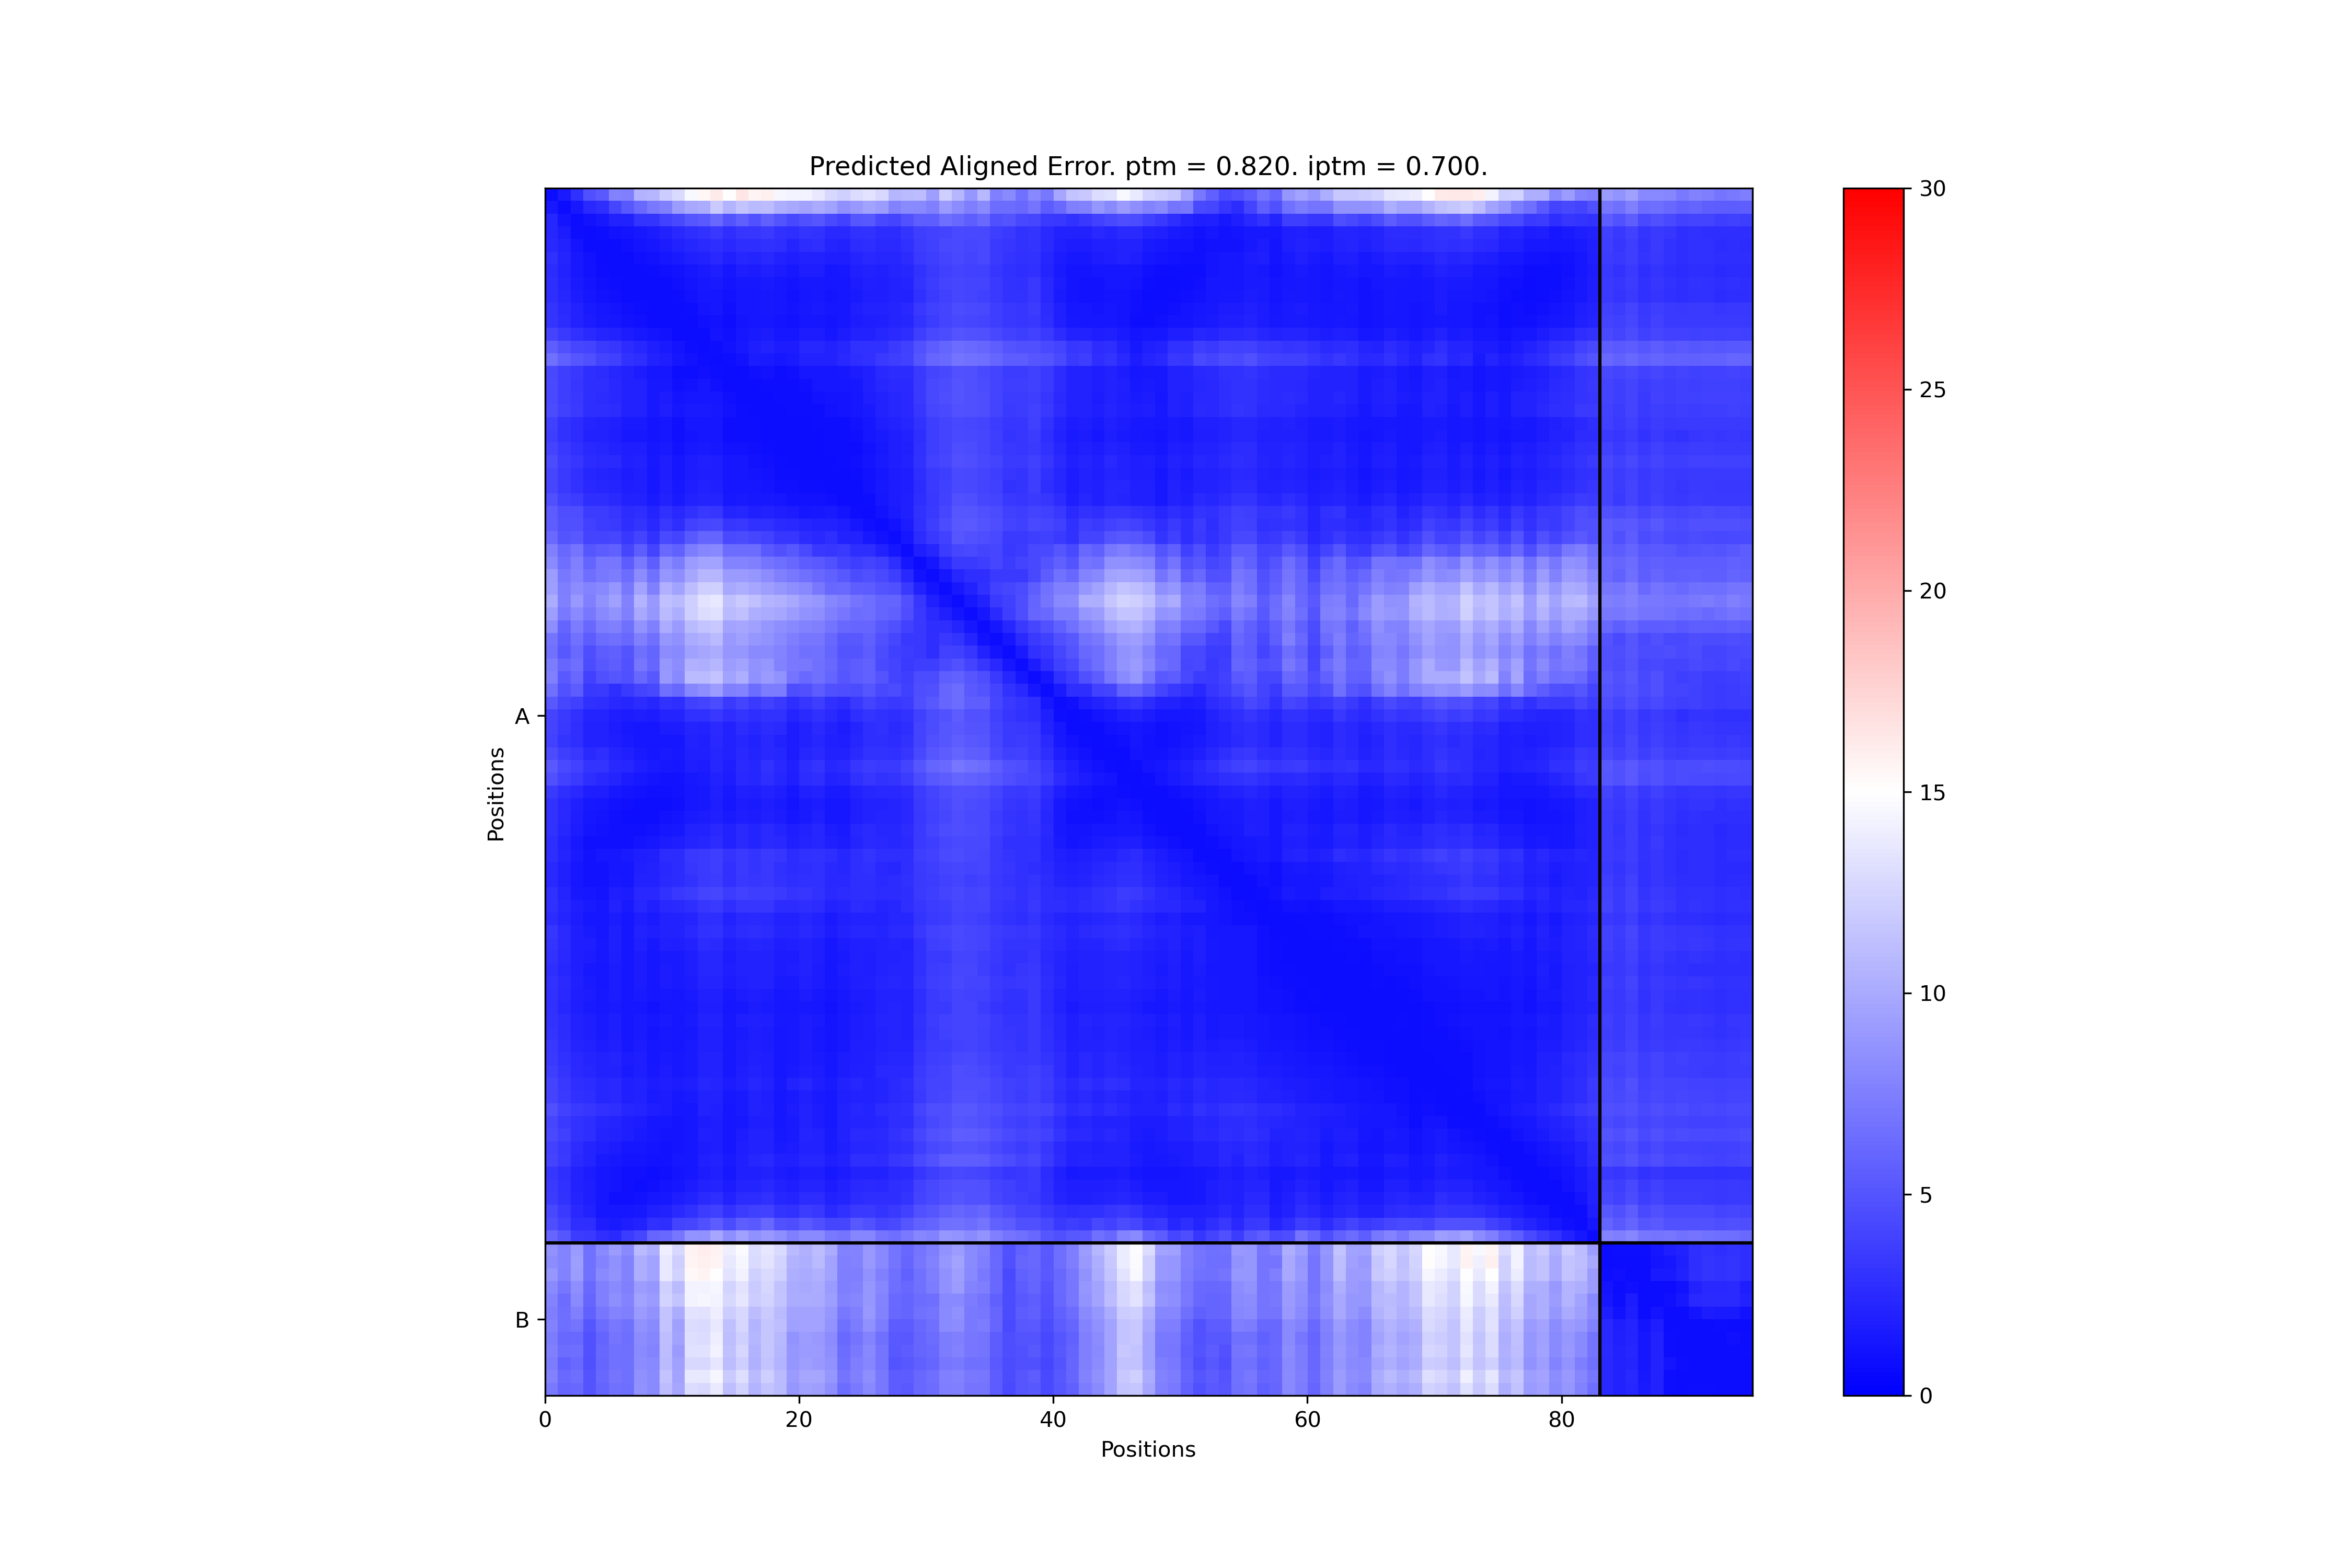 Predicted Aligned Error. ptm = 0.820. iptm = 0.700.
30
25
20
15
10
5
0
A
B
Positions
0 20 40 60 80
Positions